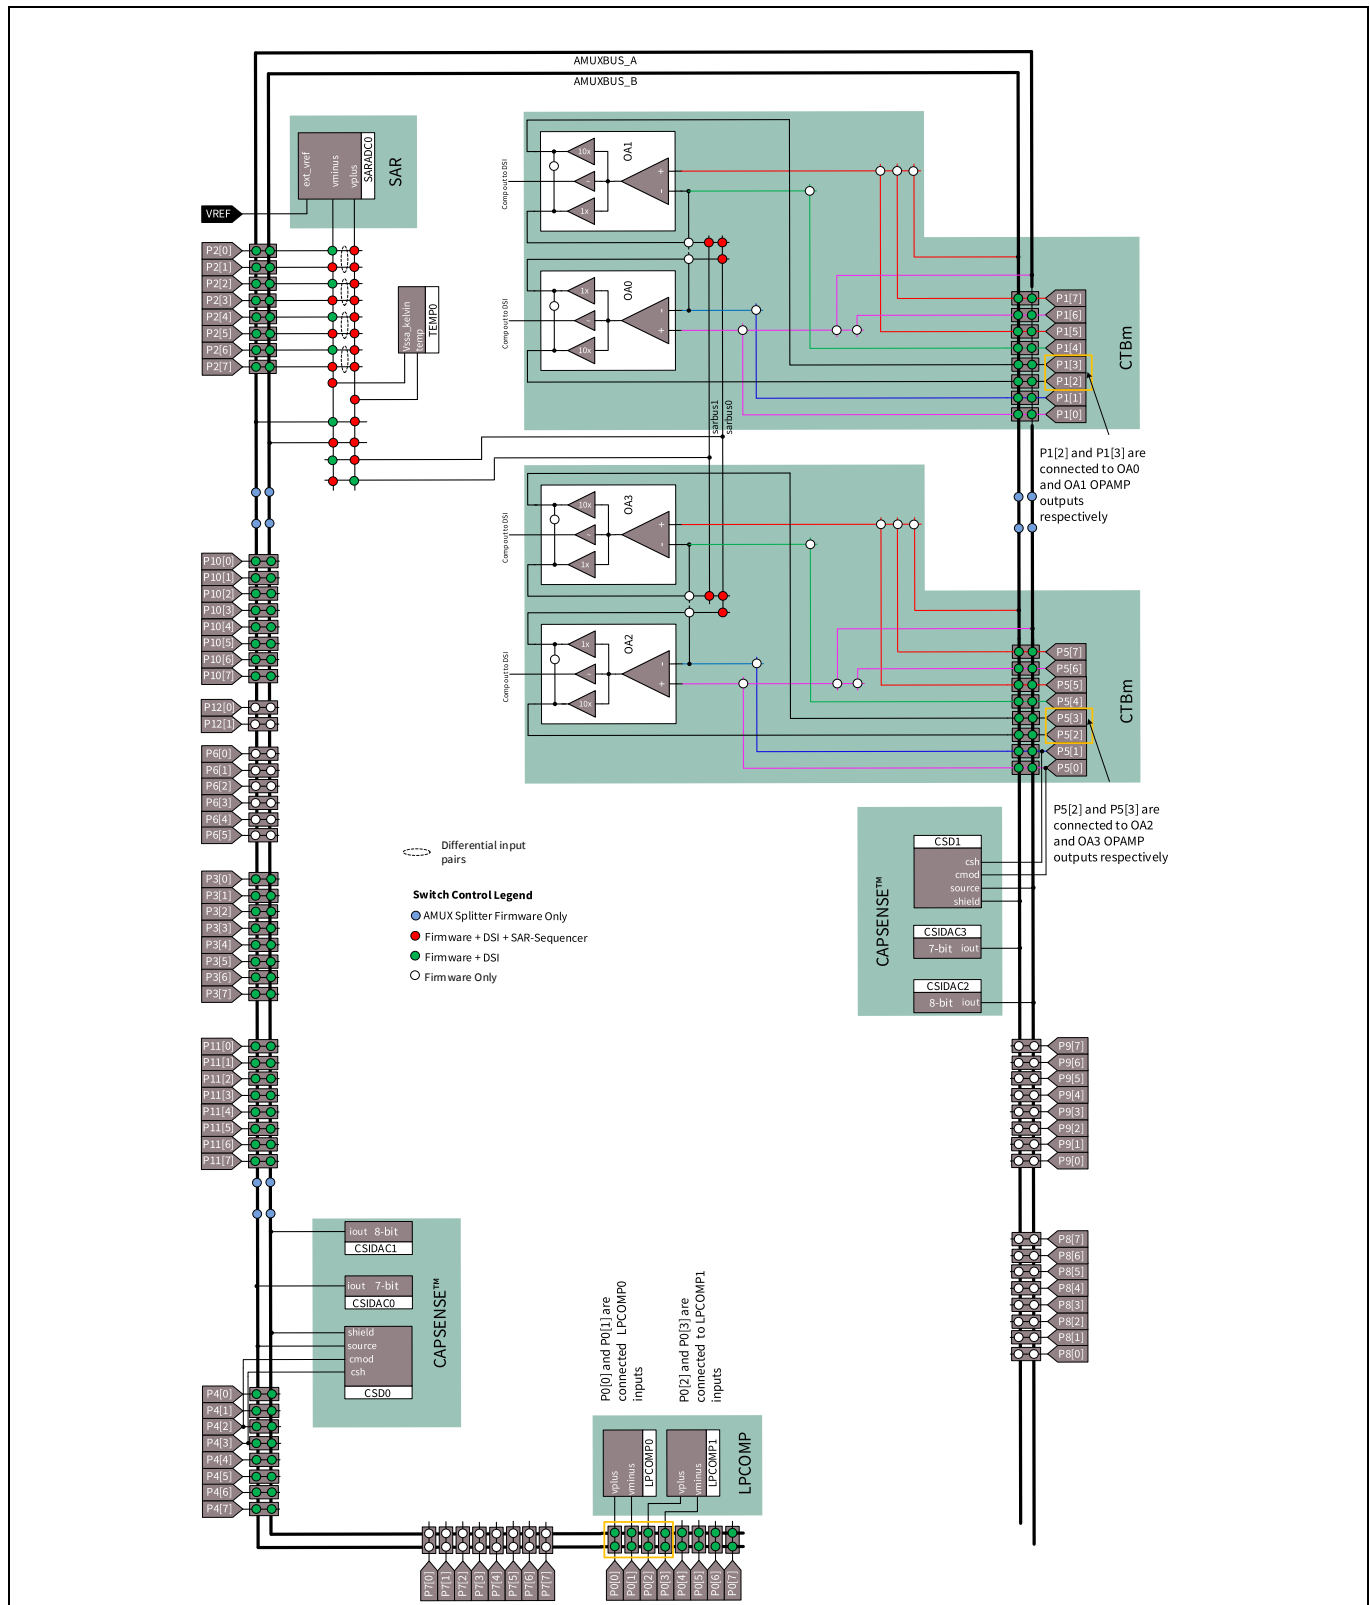 AMUXBUS_A
AMUXBUS_B
ext_vref
vminus
vplus
SARADC0
SAR
VREF
P2[0]
P2[1]
P2[2]
P2[3]
P2[4]
P2[5]
P2[6]
P2[7]
Vssa_kelvin
temp
TEMP0
Comp out to DSI
10x
-
1x
OA1
+
-
Comp out to DSI
1x
-
10x
OA0
-
+
sarbus1
sarbus0
P1[7]
P1[6]
P1[5]
P1[4]
P1[3]
P1[2]
P1[1]
P1[0]
CTBm
P1[2] and P1[3] are
connected to OA0
and OA1 OPAMP
outputs
respectively
Comp out to DSI
10x
-
1x
OA3
+
-
Comp out to DSI
1x
-
10x
OA2
-
+
P5[7]
P5[6]
P5[5]
P5[4]
P5[3]
P5[2]
P5[1]
P5[0]
CTBm
P5[2] and P5[3] are
connected to OA2
and OA3 OPAMP
outputs respectively
P10[0]
P10[1]
P10[2]
P10[3]
P10[4]
P10[5]
P10[6]
P10[7]
P12[0]
P12[1]
P6[0]
P6[1]
P6[2]
P6[3]
P6[4]
P6[5]
P3[0]
P3[1]
P3[2]
P3[3]
P3[4]
P3[5]
P3[6]
P3[7]
Differential input
pairs
Switch Control Legend
AMUX Splitter Firmware Only
Firmware + DSI + SAR-Sequencer
Firmware + DSI
Firmware Only
CAPSENSE™
CSD1
csh
cmod
source
shield
CSIDAC3
7-bit iout
CSIDAC2
8-bit iout
P11[0]
P11[1]
P11[2]
P11[3]
P11[4]
P11[5]
P11[6]
P11[7]
P9[7]
P9[6]
P9[5]
P9[4]
P9[3]
P9[2]
P9[1]
P9[0]
P8[7]
P8[6]
P8[5]
P8[4]
P8[3]
P8[2]
P8[1]
P8[0]
iout 8-bit
CSIDAC1
iout 7-bit
CSIDAC0
shield
source
cmod
csh
CSD0
CAPSENSE™
P4[0]
P4[1]
P4[2]
P4[3]
P4[4]
P4[5]
P4[6]
P4[7]
P0[0] and P0[1] are
connected LPCOMP0
inputs
P0[2] and P0[3] are
connected to LPCOMP1
inputs
vplus
vminus
LPCOMP0
vplus
vminus
LPCOMP1
LPCOMP
P7[0]
P7[1]
P7[2]
P7[3]
P7[4]
P7[5]
P7[6]
P7[7]
P0[0]
P0[1]
P0[2]
P0[3]
P0[4]
P0[5]
P0[6]
P0[7]